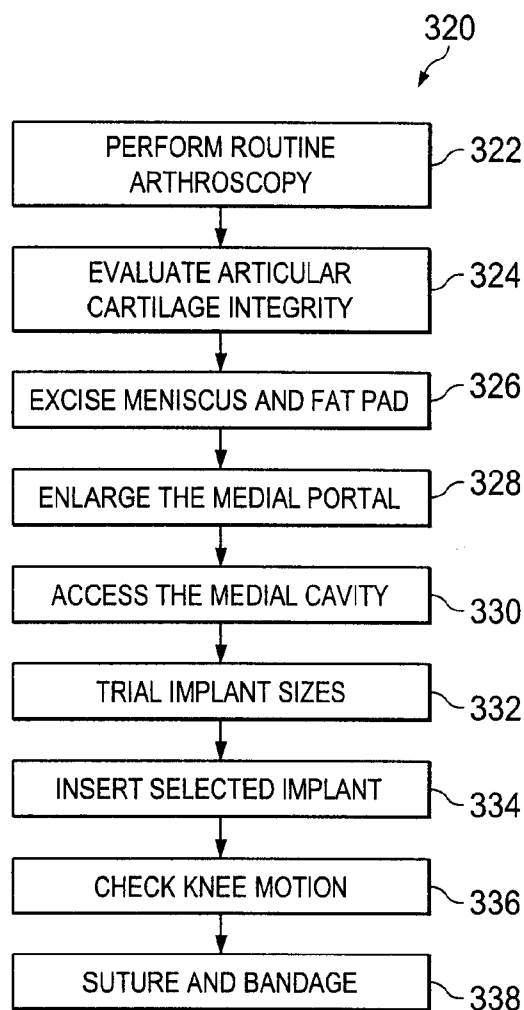 320
PERFORM ROUTINE
ARTHROSCOPY
322
EVALUATE ARTICULAR
CARTILAGE INTEGRITY
324
EXCISE MENISCUS AND FAT PAD
326
ENLARGE THE MEDIAL PORTAL
328
ACCESS THE MEDIAL CAVITY
330
TRIAL IMPLANT SIZES
332
INSERT SELECTED IMPLANT
334
CHECK KNEE MOTION
336
SUTURE AND BANDAGE
338